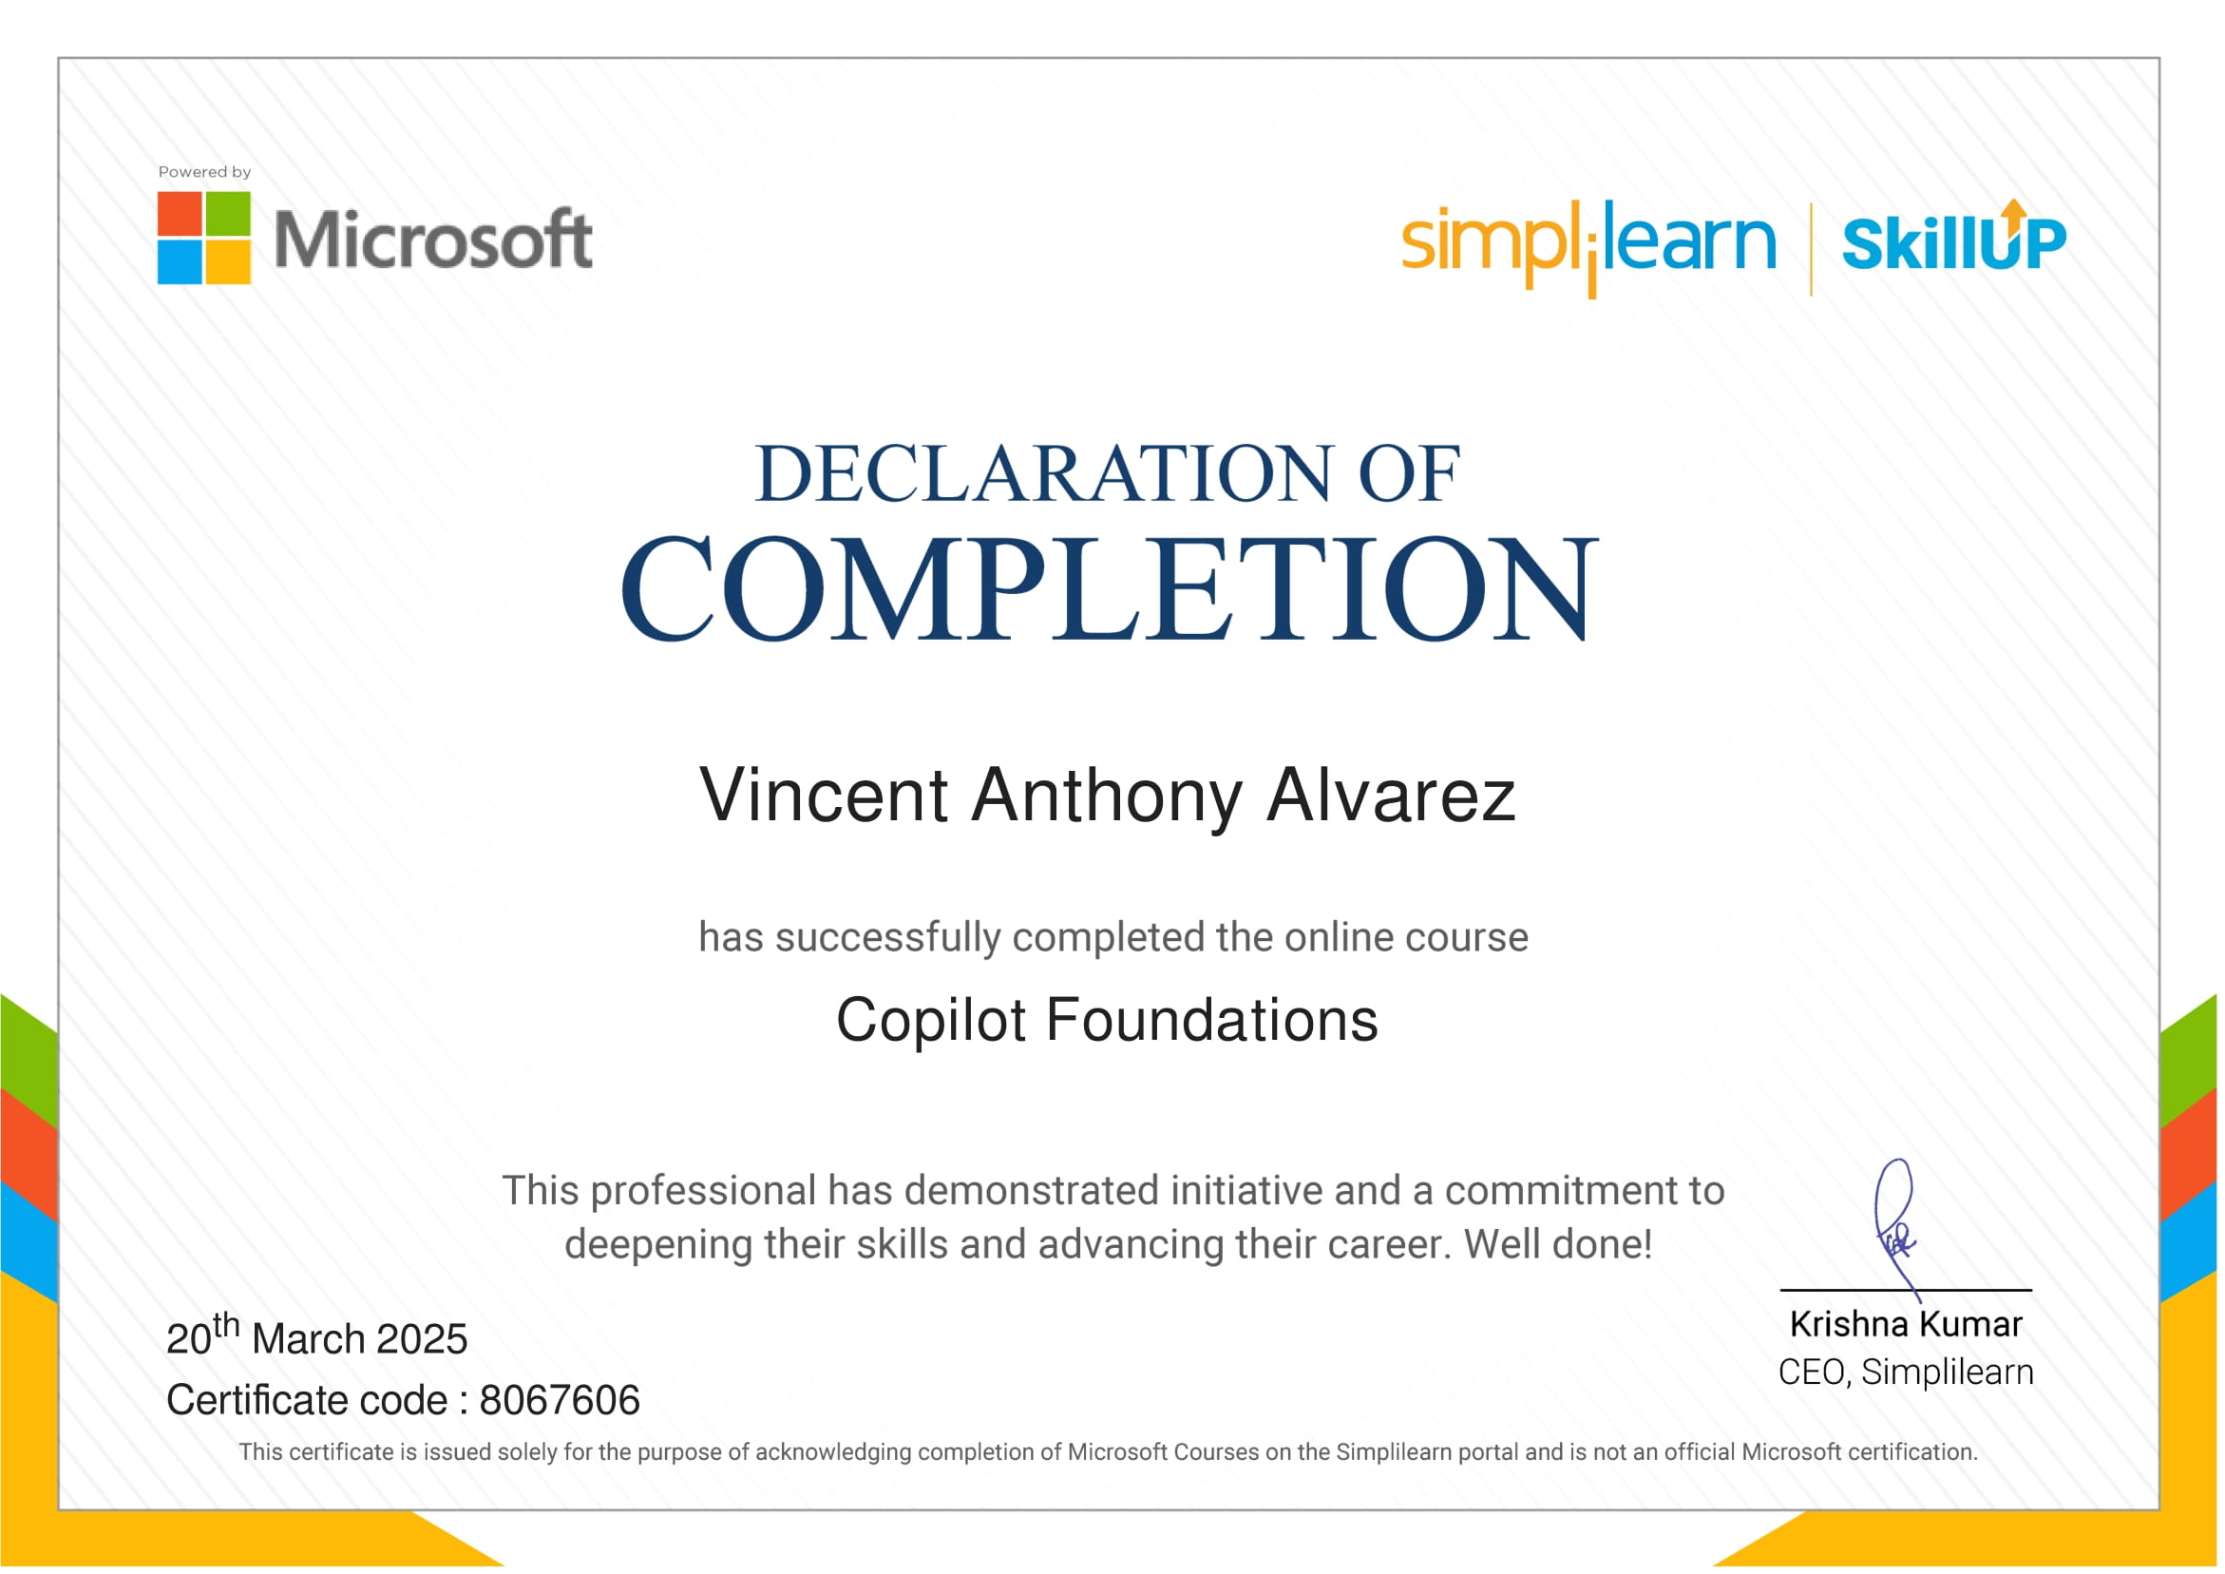 Powered by
Microsoft
simplilearn | SkillUP
DECLARATION OF
COMPLETION
Vincent Anthony Alvarez
has successfully completed the online course
Copilot Foundations
This professional has demonstrated initiative and a commitment to
deepening their skills and advancing their career. Well done!
20th March 2025
Certificate code : 8067606
Krishna Kumar
CEO, Simplilearn
This certificate is issued solely for the purpose of acknowledging completion of Microsoft Courses on the Simplilearn portal and is not an official Microsoft certification.